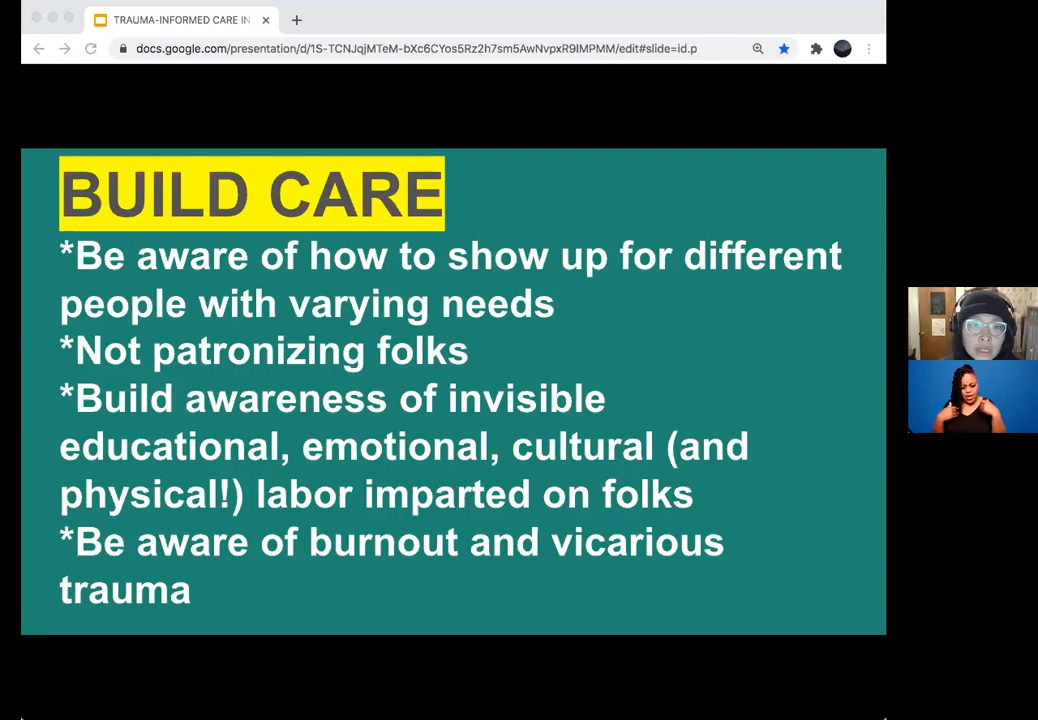 TRAUMA-INFORMED CARE IN
docs.google.com/presentation/d/1S-TCNJqjMTeM-bXc6CYos5Rz2h7sm5AwNvpxR9IMPMM/edit#slide=id.p
BUILD CARE
*Be aware of how to show up for different
people with varying needs
*Not patronizing folks
*Build awareness of invisible
educational, emotional, cultural (and
physical!) labor imparted on folks
*Be aware of burnout and vicarious
trauma